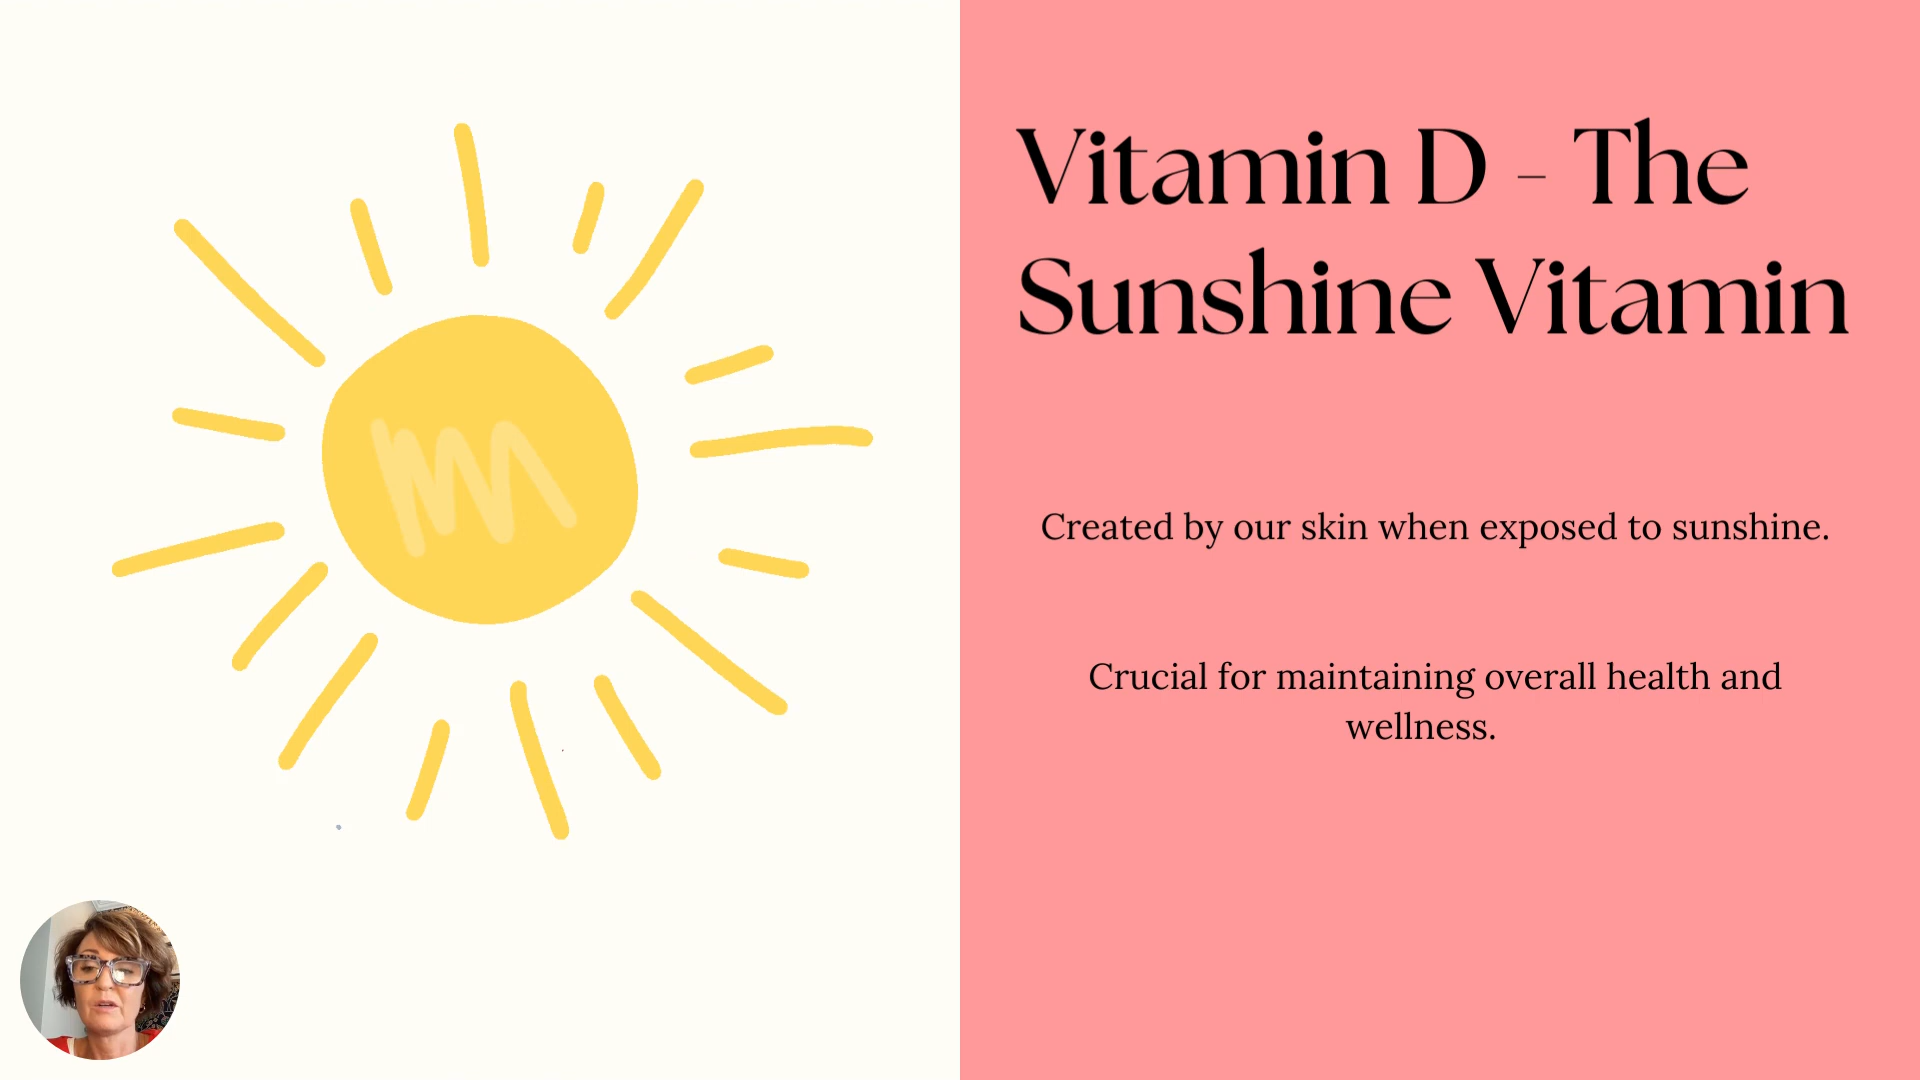 Vitamin D - The
Sunshine Vitamin
Created by our skin when exposed to sunshine.
Crucial for maintaining overall health and
wellness.